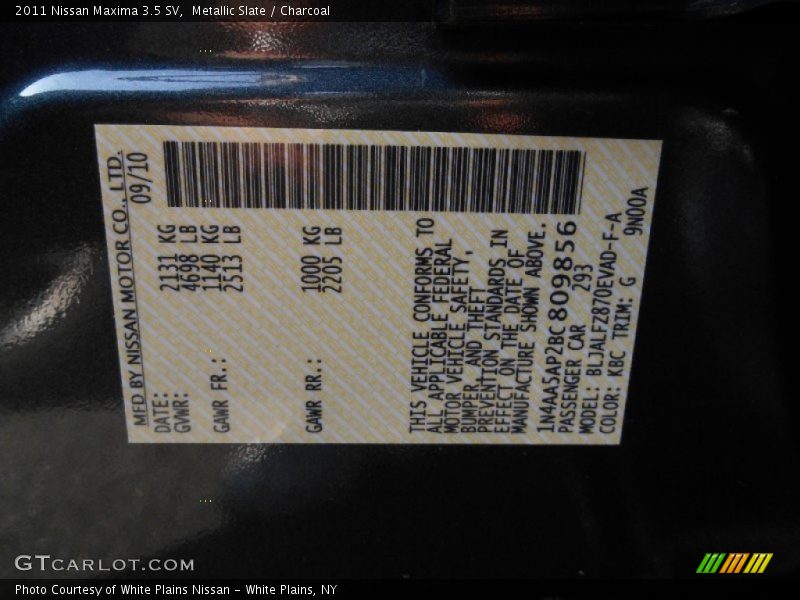 2011 Nissan Maxima 3.5 SV,  Metallic Slate / Charcoal
MFD BY NISSAN MOTOR CO., LTD.
DATE: 09/10
GVWR: 2131 KG
4698 LB
GAWR FR.: 1140 KG
2513 LB
GAWR RR.: 1000 KG
2205 LB
THIS VEHICLE CONFORMS TO
ALL APPLICABLE FEDERAL
MOTOR VEHICLE SAFETY,
BUMPER, AND THEFT
PREVENTION STANDARDS IN
EFFECT ON THE DATE OF
MANUFACTURE SHOWN ABOVE.
1N4AA5AP2BC809856
PASSENGER CAR 293
MODEL: BLJALFZ870EVAD-F-A
COLOR: KBC TRIM: G 9N00A
GTCARLOT.COM
Photo Courtesy of White Plains Nissan - White Plains, NY